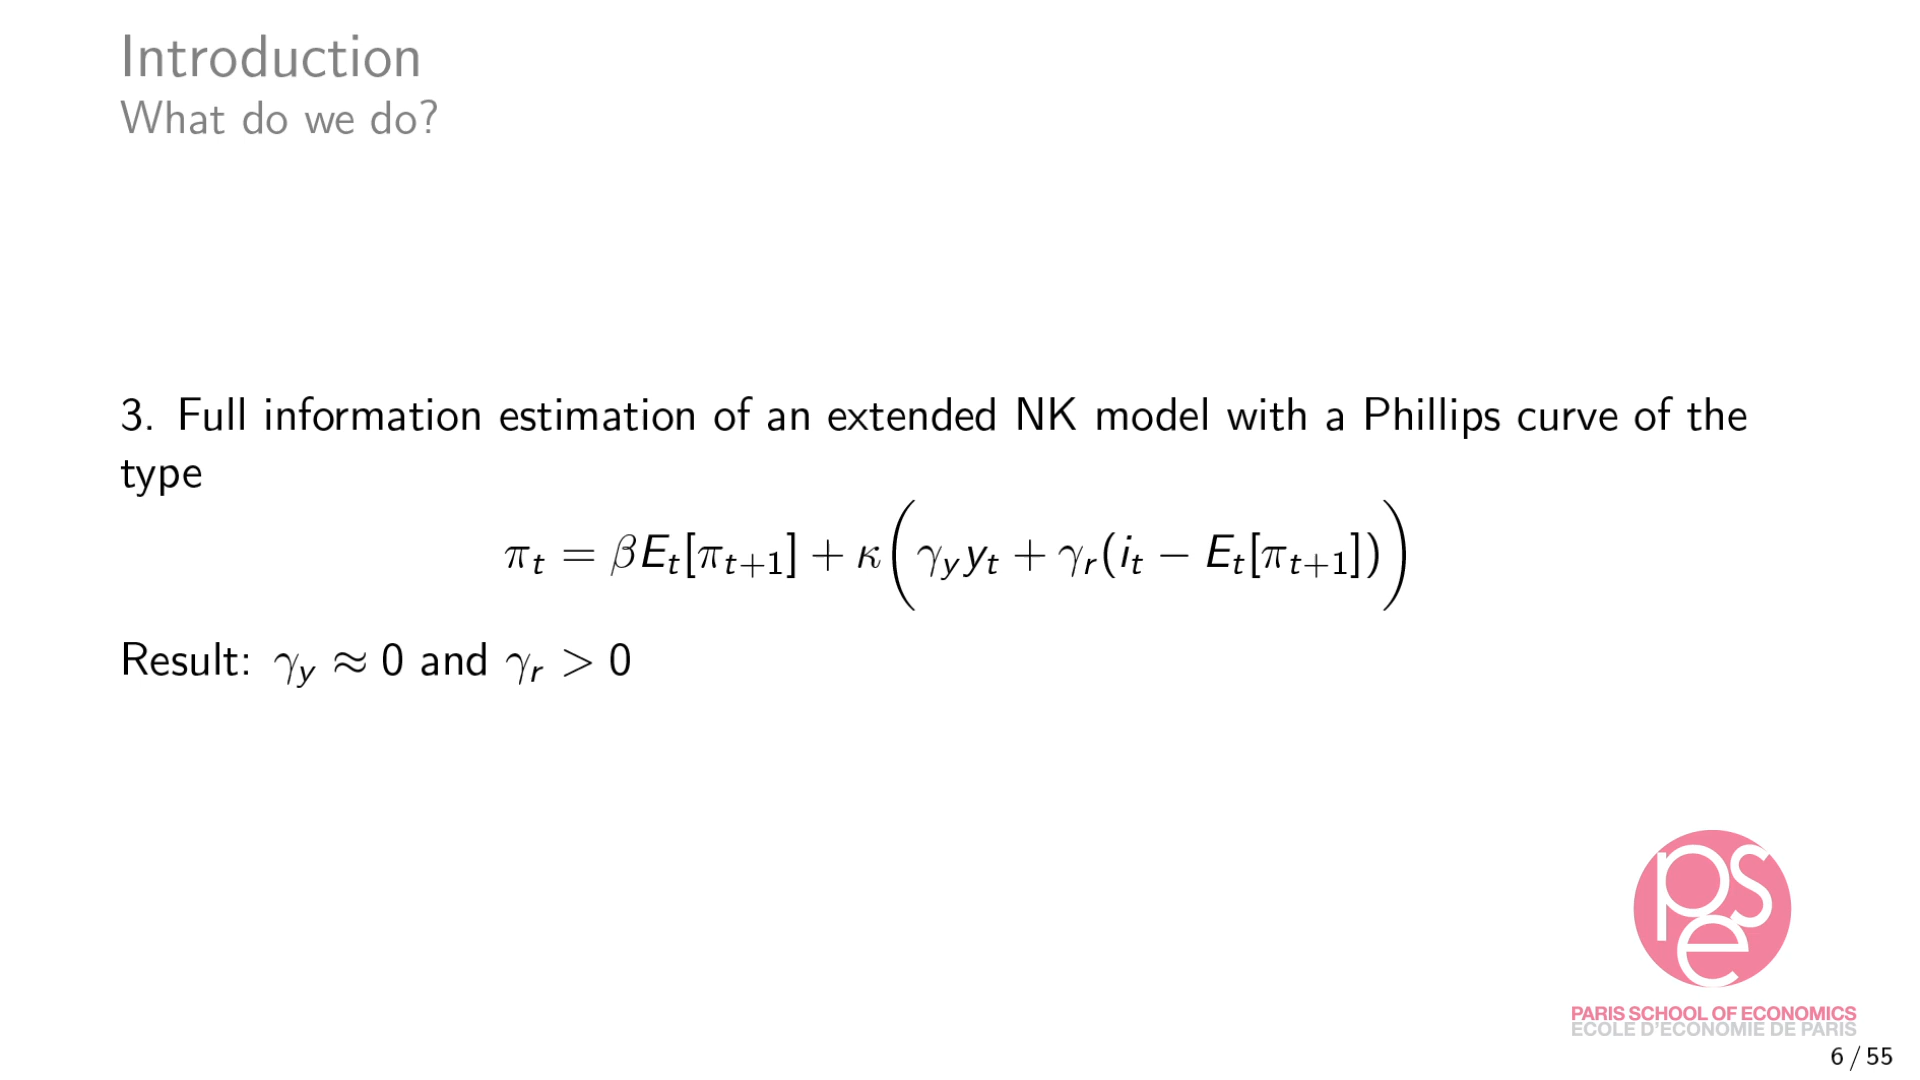 Introduction
What do we do?
3. Full information estimation of an extended NK model with a Phillips curve of the
type
π_t = βE_t[π_{t+1}] + κ(γ_y y_t + γ_r(i_t − E_t[π_{t+1}]))
Result: γ_y ≈ 0 and γ_r > 0
pse
PARIS SCHOOL OF ECONOMICS
ECOLE D'ECONOMIE DE PARIS
6 / 55